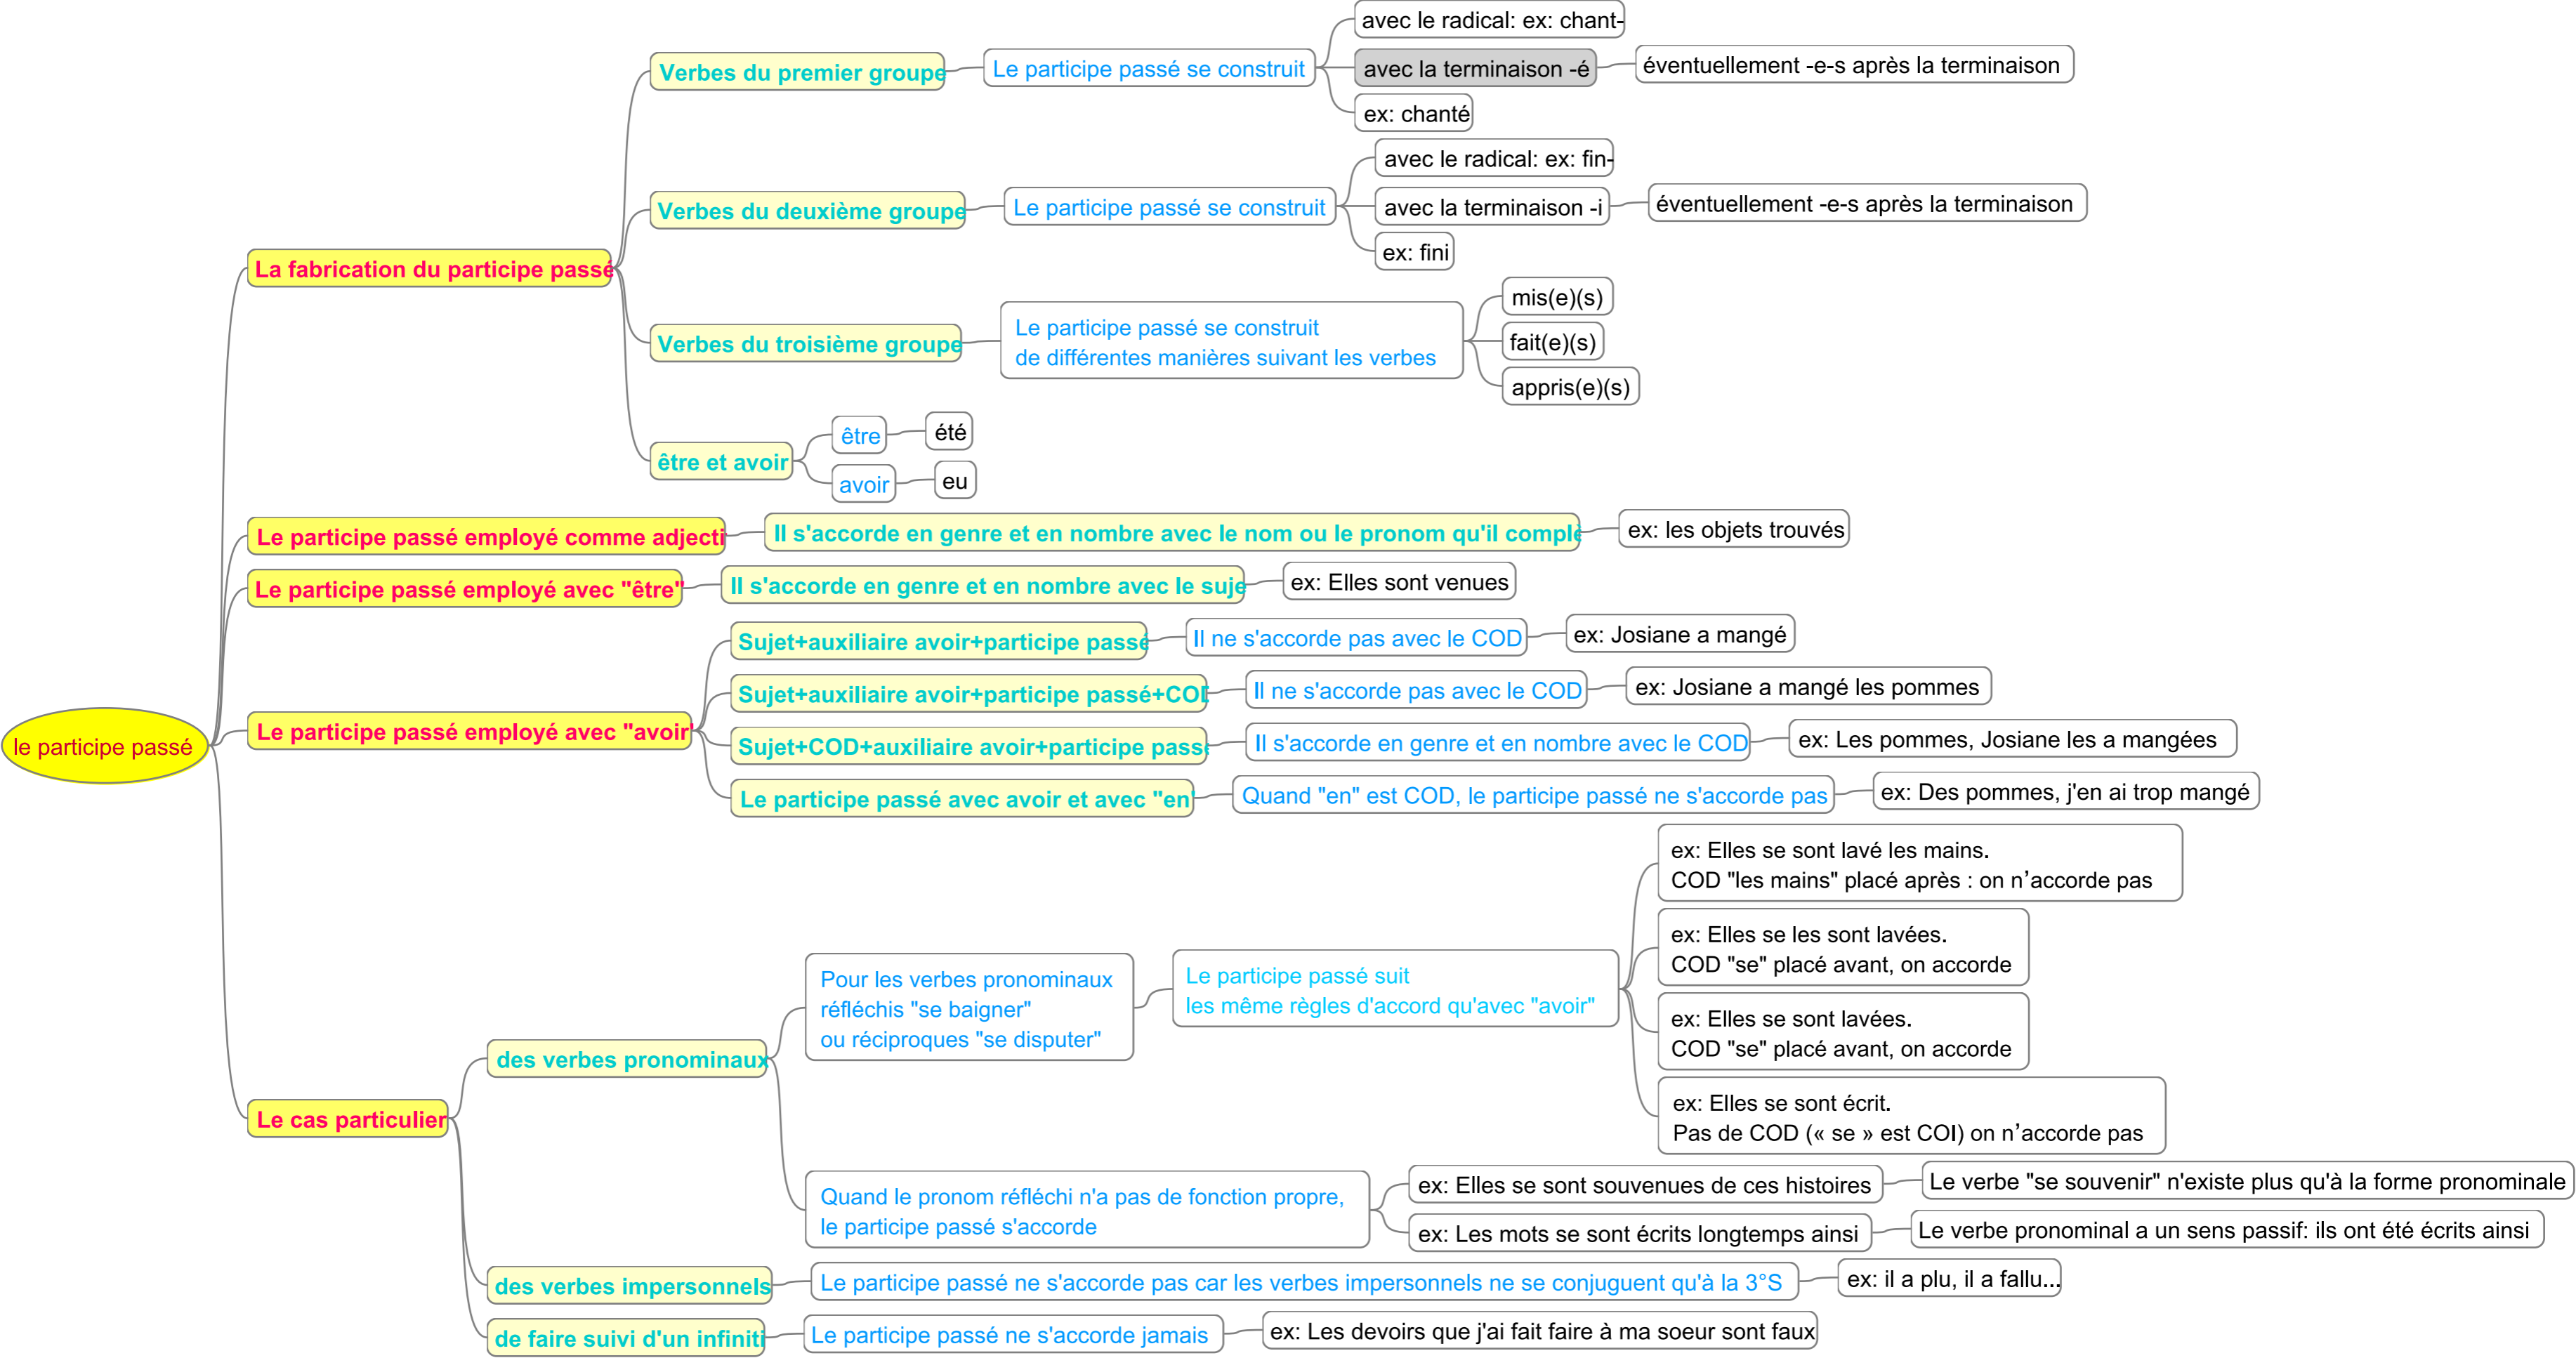 le participe passé
La fabrication du participe passé
Verbes du premier groupe
Le participe passé se construit
avec le radical: ex: chant-
avec la terminaison -é
éventuellement -e-s après la terminaison
ex: chanté
Verbes du deuxième groupe
Le participe passé se construit
avec le radical: ex: fin-
avec la terminaison -i
éventuellement -e-s après la terminaison
ex: fini
Verbes du troisième groupe
Le participe passé se construit
de différentes manières suivant les verbes
mis(e)(s)
fait(e)(s)
appris(e)(s)
être et avoir
être
été
avoir
eu
Le participe passé employé comme adjecti
Il s'accorde en genre et en nombre avec le nom ou le pronom qu'il complè
ex: les objets trouvés
Le participe passé employé avec "être"
Il s'accorde en genre et en nombre avec le suje
ex: Elles sont venues
Le participe passé employé avec "avoir"
Sujet+auxiliaire avoir+participe passé
Il ne s'accorde pas avec le COD
ex: Josiane a mangé
Sujet+auxiliaire avoir+participe passé+COD
Il ne s'accorde pas avec le COD
ex: Josiane a mangé les pommes
Sujet+COD+auxiliaire avoir+participe passé
Il s'accorde en genre et en nombre avec le COD
ex: Les pommes, Josiane les a mangées
Le participe passé avec avoir et avec "en"
Quand "en" est COD, le participe passé ne s'accorde pas
ex: Des pommes, j'en ai trop mangé
Le cas particulier
des verbes pronominaux
Pour les verbes pronominaux
réfléchis "se baigner"
ou réciproques "se disputer"
Le participe passé suit
les même règles d'accord qu'avec "avoir"
ex: Elles se sont lavé les mains.
COD "les mains" placé après : on n’accorde pas
ex: Elles se les sont lavées.
COD "se" placé avant, on accorde
ex: Elles se sont lavées.
COD "se" placé avant, on accorde
ex: Elles se sont écrit.
Pas de COD (« se » est COI) on n’accorde pas
Quand le pronom réfléchi n'a pas de fonction propre,
le participe passé s'accorde
ex: Elles se sont souvenues de ces histoires
Le verbe "se souvenir" n'existe plus qu'à la forme pronominale
ex: Les mots se sont écrits longtemps ainsi
Le verbe pronominal a un sens passif: ils ont été écrits ainsi
des verbes impersonnels
Le participe passé ne s'accorde pas car les verbes impersonnels ne se conjuguent qu'à la 3°S
ex: il a plu, il a fallu...
de faire suivi d'un infiniti
Le participe passé ne s'accorde jamais
ex: Les devoirs que j'ai fait faire à ma soeur sont faux